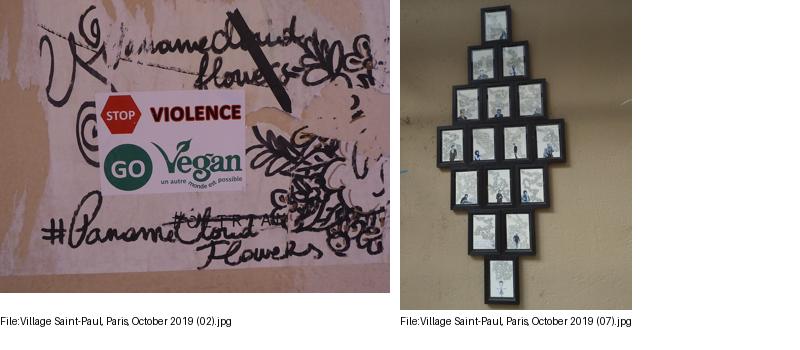 Panamecloudy
flowers
STOP VIOLENCE
GO Vegan
un autre monde est possible
#PanameCloud
Flowers
File:Village Saint-Paul, Paris, October 2019 (02).jpg
File:Village Saint-Paul, Paris, October 2019 (07).jpg